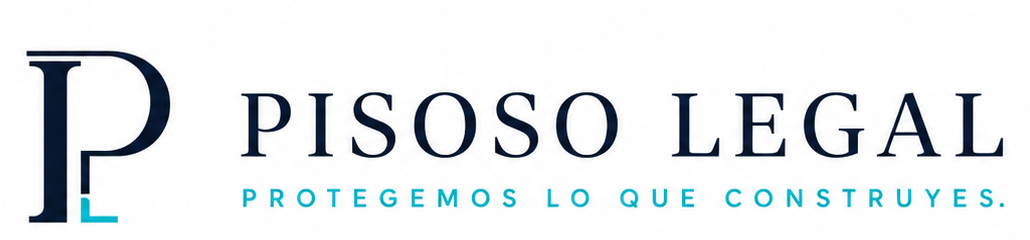 PISOSO LEGAL
PROTEGEMOS LO QUE CONSTRUYES.